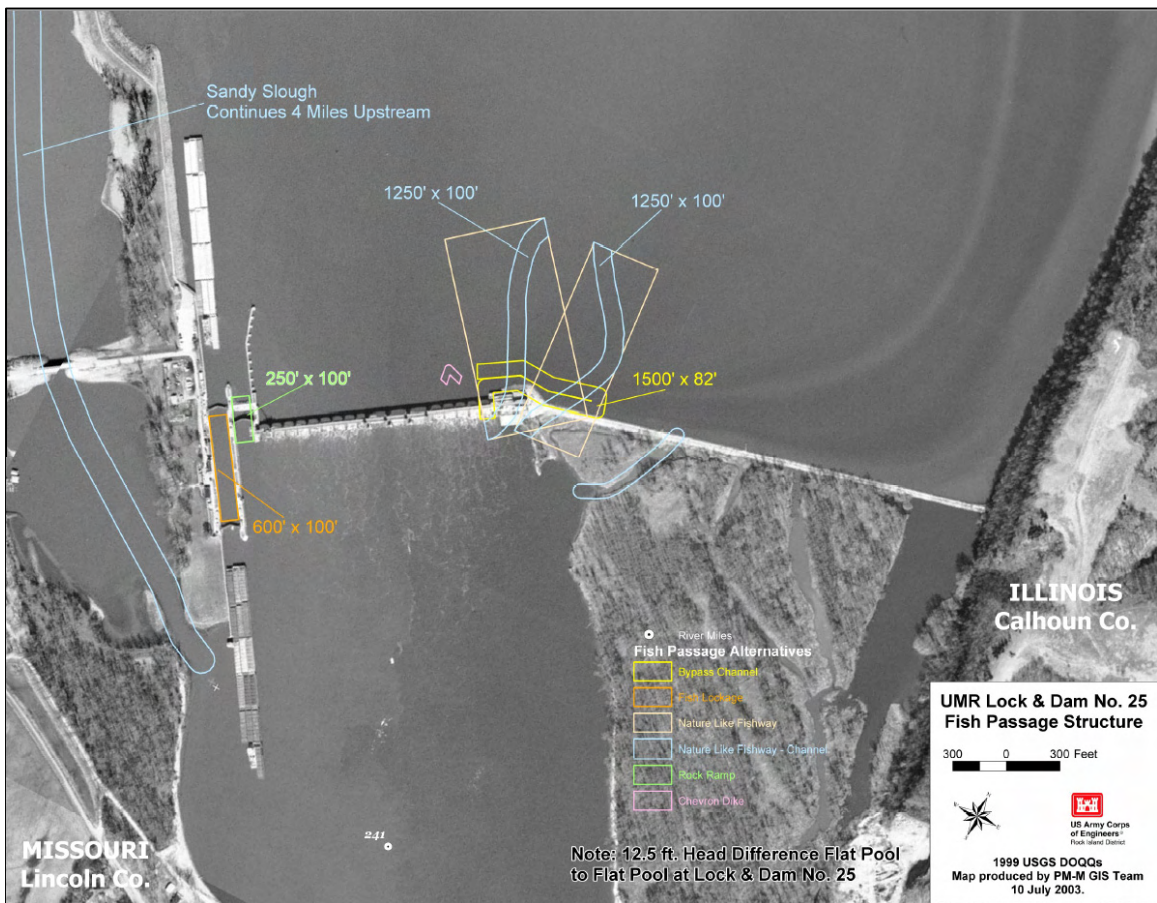 Sandy Slough
Continues 4 Miles Upstream
1250' x 100'
1250' x 100'
250' x 100'
1500' x 82'
600' x 100'
ILLINOIS
Calhoun Co.
River Miles
Fish Passage Alternatives
Bypass Channel
Fish Lockage
Nature Like Fishway
Nature Like Fishway - Channel
Rock Ramp
Chevron Dike
UMR Lock & Dam No. 25
Fish Passage Structure
300 0 300 Feet
US Army Corps
of Engineers®
Rock Island District
1999 USGS DOQQs
Map produced by PM-M GIS Team
10 July 2003.
241
MISSOURI
Lincoln Co.
Note: 12.5 ft. Head Difference Flat Pool
to Flat Pool at Lock & Dam No. 25